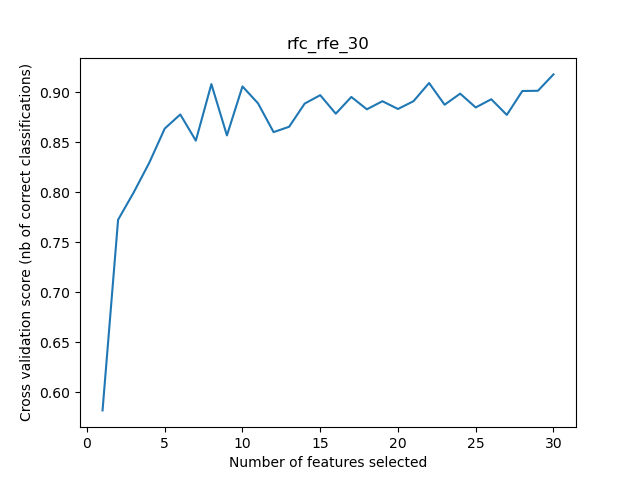 rfc_rfe_30
0.90
0.85
0.80
0.75
0.70
0.65
0.60
Cross validation score (nb of correct classifications)
0 5 10 15 20 25 30
Number of features selected